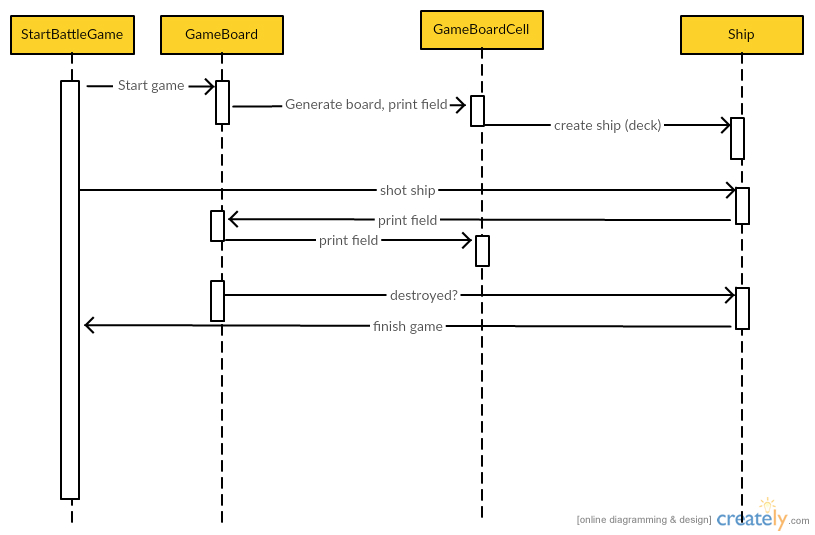 StartBattleGame
GameBoard
GameBoardCell
Ship
Start game
Generate board, print field
create ship (deck)
shot ship
print field
print field
destroyed?
finish game
[online diagramming & design] creately.com